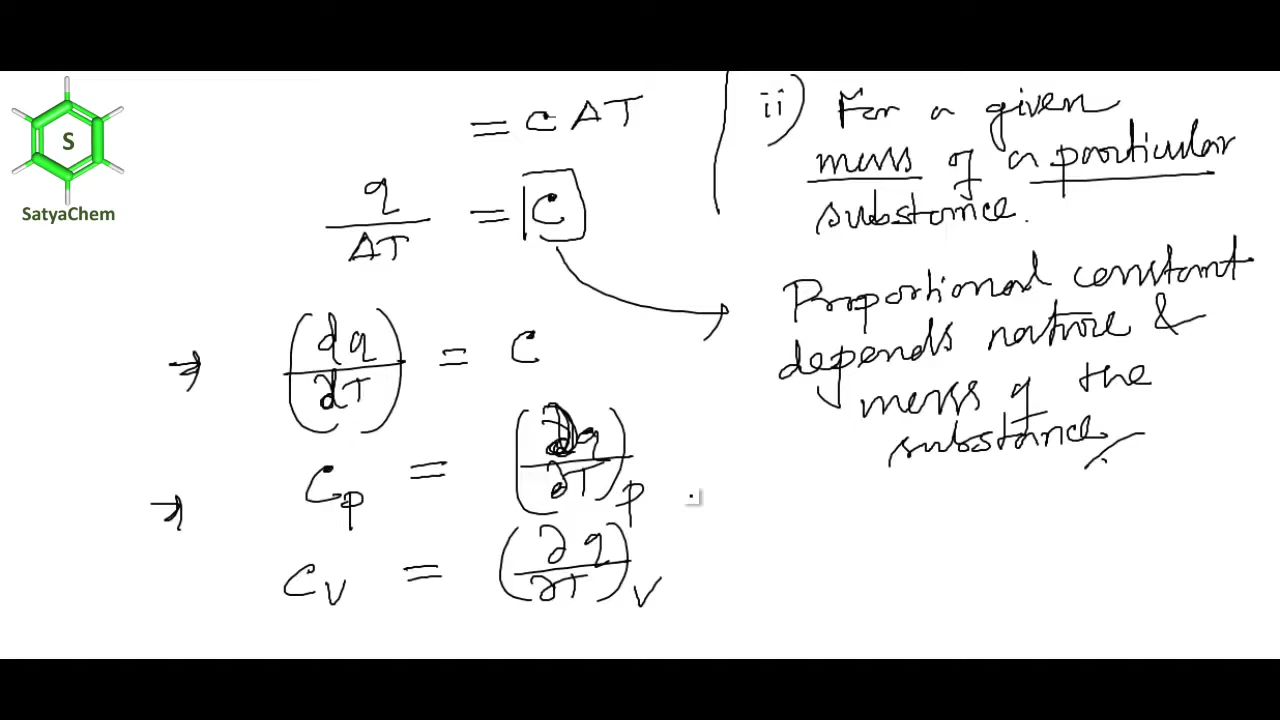 S
SatyaChem
= C ΔT
q/ΔT = C
→ (dq/dT) = C
→ Cp = (∂q/∂T)P
Cv = (∂q/∂T)V
ii) For a given
mass of a particular
substance.
Proportional constant
depends nature &
mass of the
substance